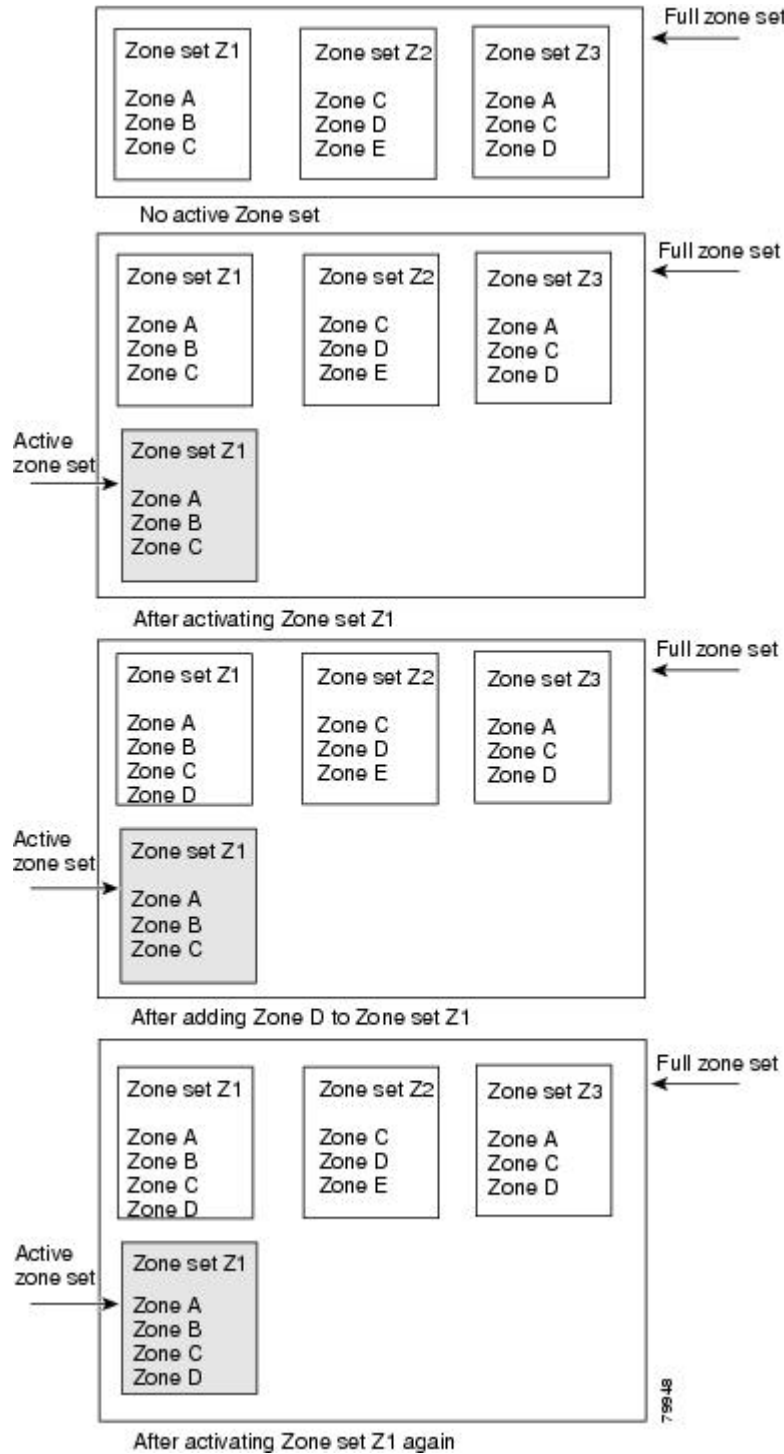 Full zone set
Zone set Z1
Zone A
Zone B
Zone C
Zone set Z2
Zone C
Zone D
Zone E
Zone set Z3
Zone A
Zone C
Zone D
No active Zone set
Full zone set
Zone set Z1
Zone A
Zone B
Zone C
Zone set Z2
Zone C
Zone D
Zone E
Zone set Z3
Zone A
Zone C
Zone D
Active
zone set
Zone set Z1
Zone A
Zone B
Zone C
After activating Zone set Z1
Full zone set
Zone set Z1
Zone A
Zone B
Zone C
Zone D
Zone set Z2
Zone C
Zone D
Zone E
Zone set Z3
Zone A
Zone C
Zone D
Active
zone set
Zone set Z1
Zone A
Zone B
Zone C
After adding Zone D to Zone set Z1
Full zone set
Zone set Z1
Zone A
Zone B
Zone C
Zone D
Zone set Z2
Zone C
Zone D
Zone E
Zone set Z3
Zone A
Zone C
Zone D
Active
zone set
Zone set Z1
Zone A
Zone B
Zone C
Zone D
79948
After activating Zone set Z1 again